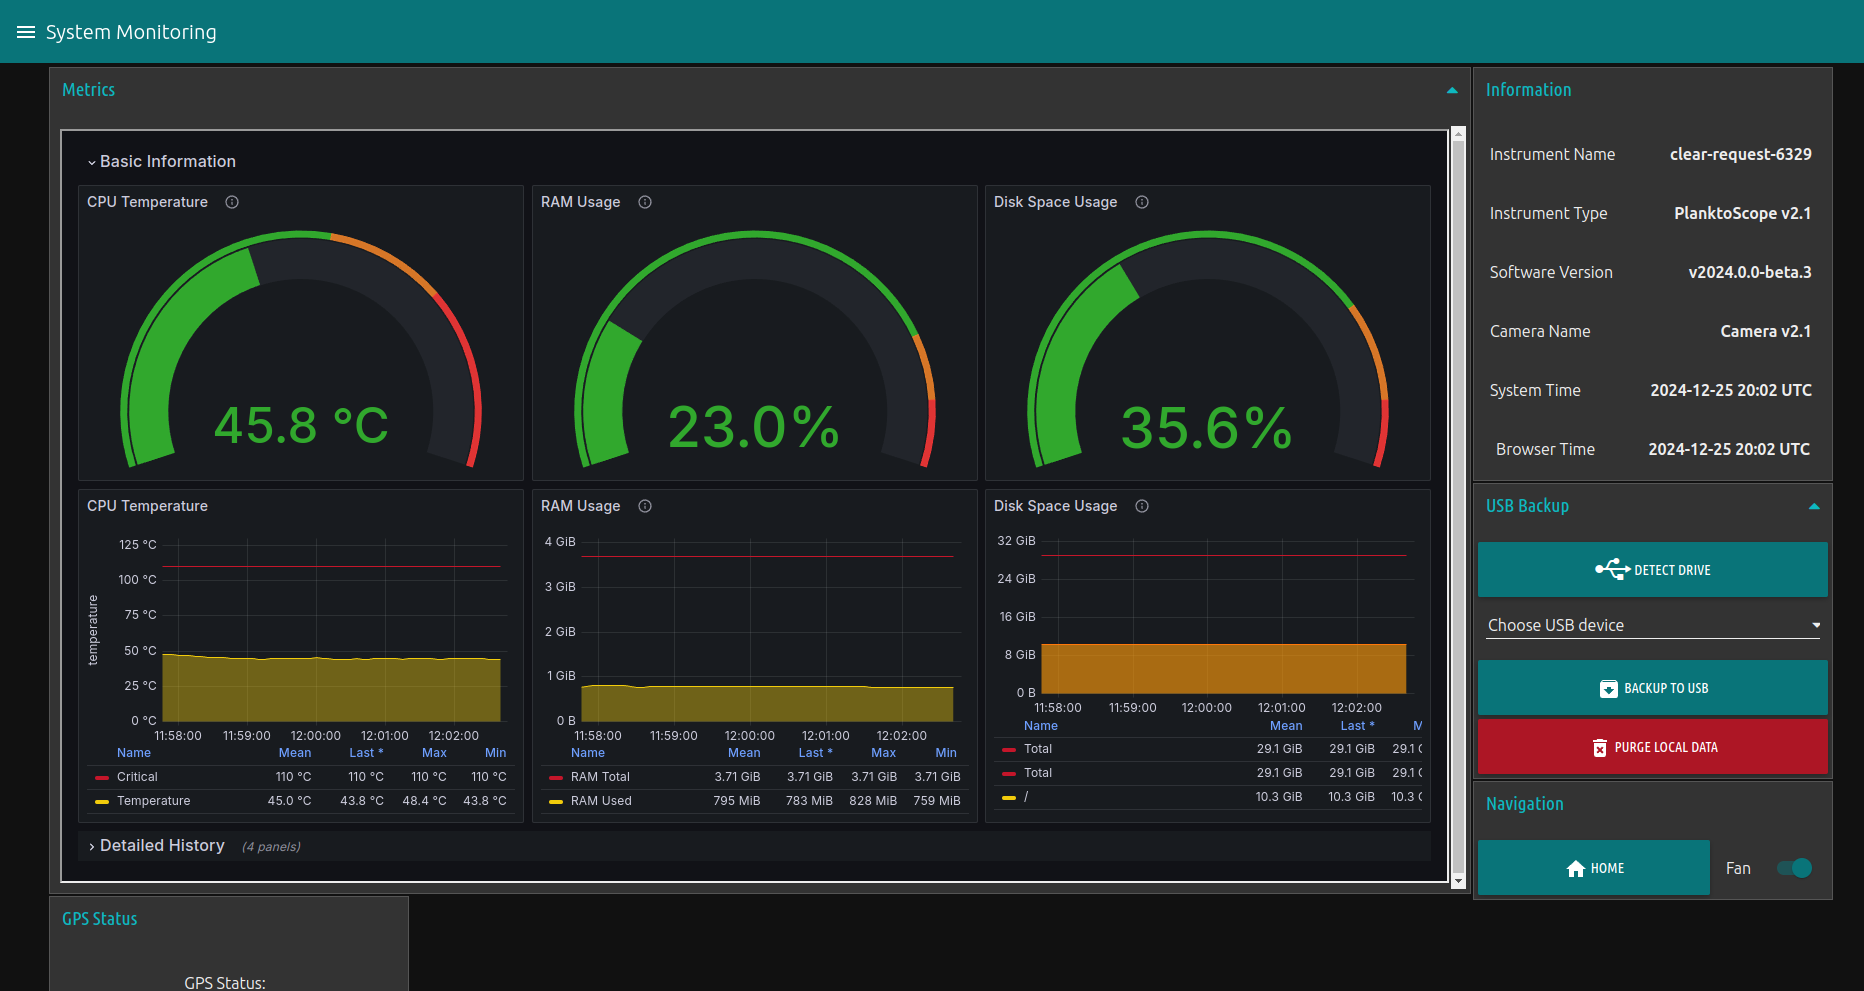 System Monitoring
Metrics
Basic Information
CPU Temperature
45.8 °C
RAM Usage
23.0%
Disk Space Usage
35.6%
CPU Temperature
temperature
125 °C
100 °C
75 °C
50 °C
25 °C
0 °C
11:58:00 11:59:00 12:00:00 12:01:00 12:02:00
Name Mean Last * Max Min
Critical 110 °C 110 °C 110 °C 110 °C
Temperature 45.0 °C 43.8 °C 48.4 °C 43.8 °C
RAM Usage
4 GiB
3 GiB
2 GiB
1 GiB
0 B
11:58:00 11:59:00 12:00:00 12:01:00 12:02:00
Name Mean Last * Max Min
RAM Total 3.71 GiB 3.71 GiB 3.71 GiB 3.71 GiB
RAM Used 795 MiB 783 MiB 828 MiB 759 MiB
Disk Space Usage
32 GiB
24 GiB
16 GiB
8 GiB
0 B
11:58:00 11:59:00 12:00:00 12:01:00 12:02:00
Name Mean Last * M
Total 29.1 GiB 29.1 GiB 29.1
Total 29.1 GiB 29.1 GiB 29.1
/ 10.3 GiB 10.3 GiB 10.3
Detailed History (4 panels)
GPS Status
GPS Status:
Information
Instrument Name clear-request-6329
Instrument Type PlanktoScope v2.1
Software Version v2024.0.0-beta.3
Camera Name Camera v2.1
System Time 2024-12-25 20:02 UTC
Browser Time 2024-12-25 20:02 UTC
USB Backup
DETECT DRIVE
Choose USB device
BACKUP TO USB
PURGE LOCAL DATA
Navigation
HOME
Fan